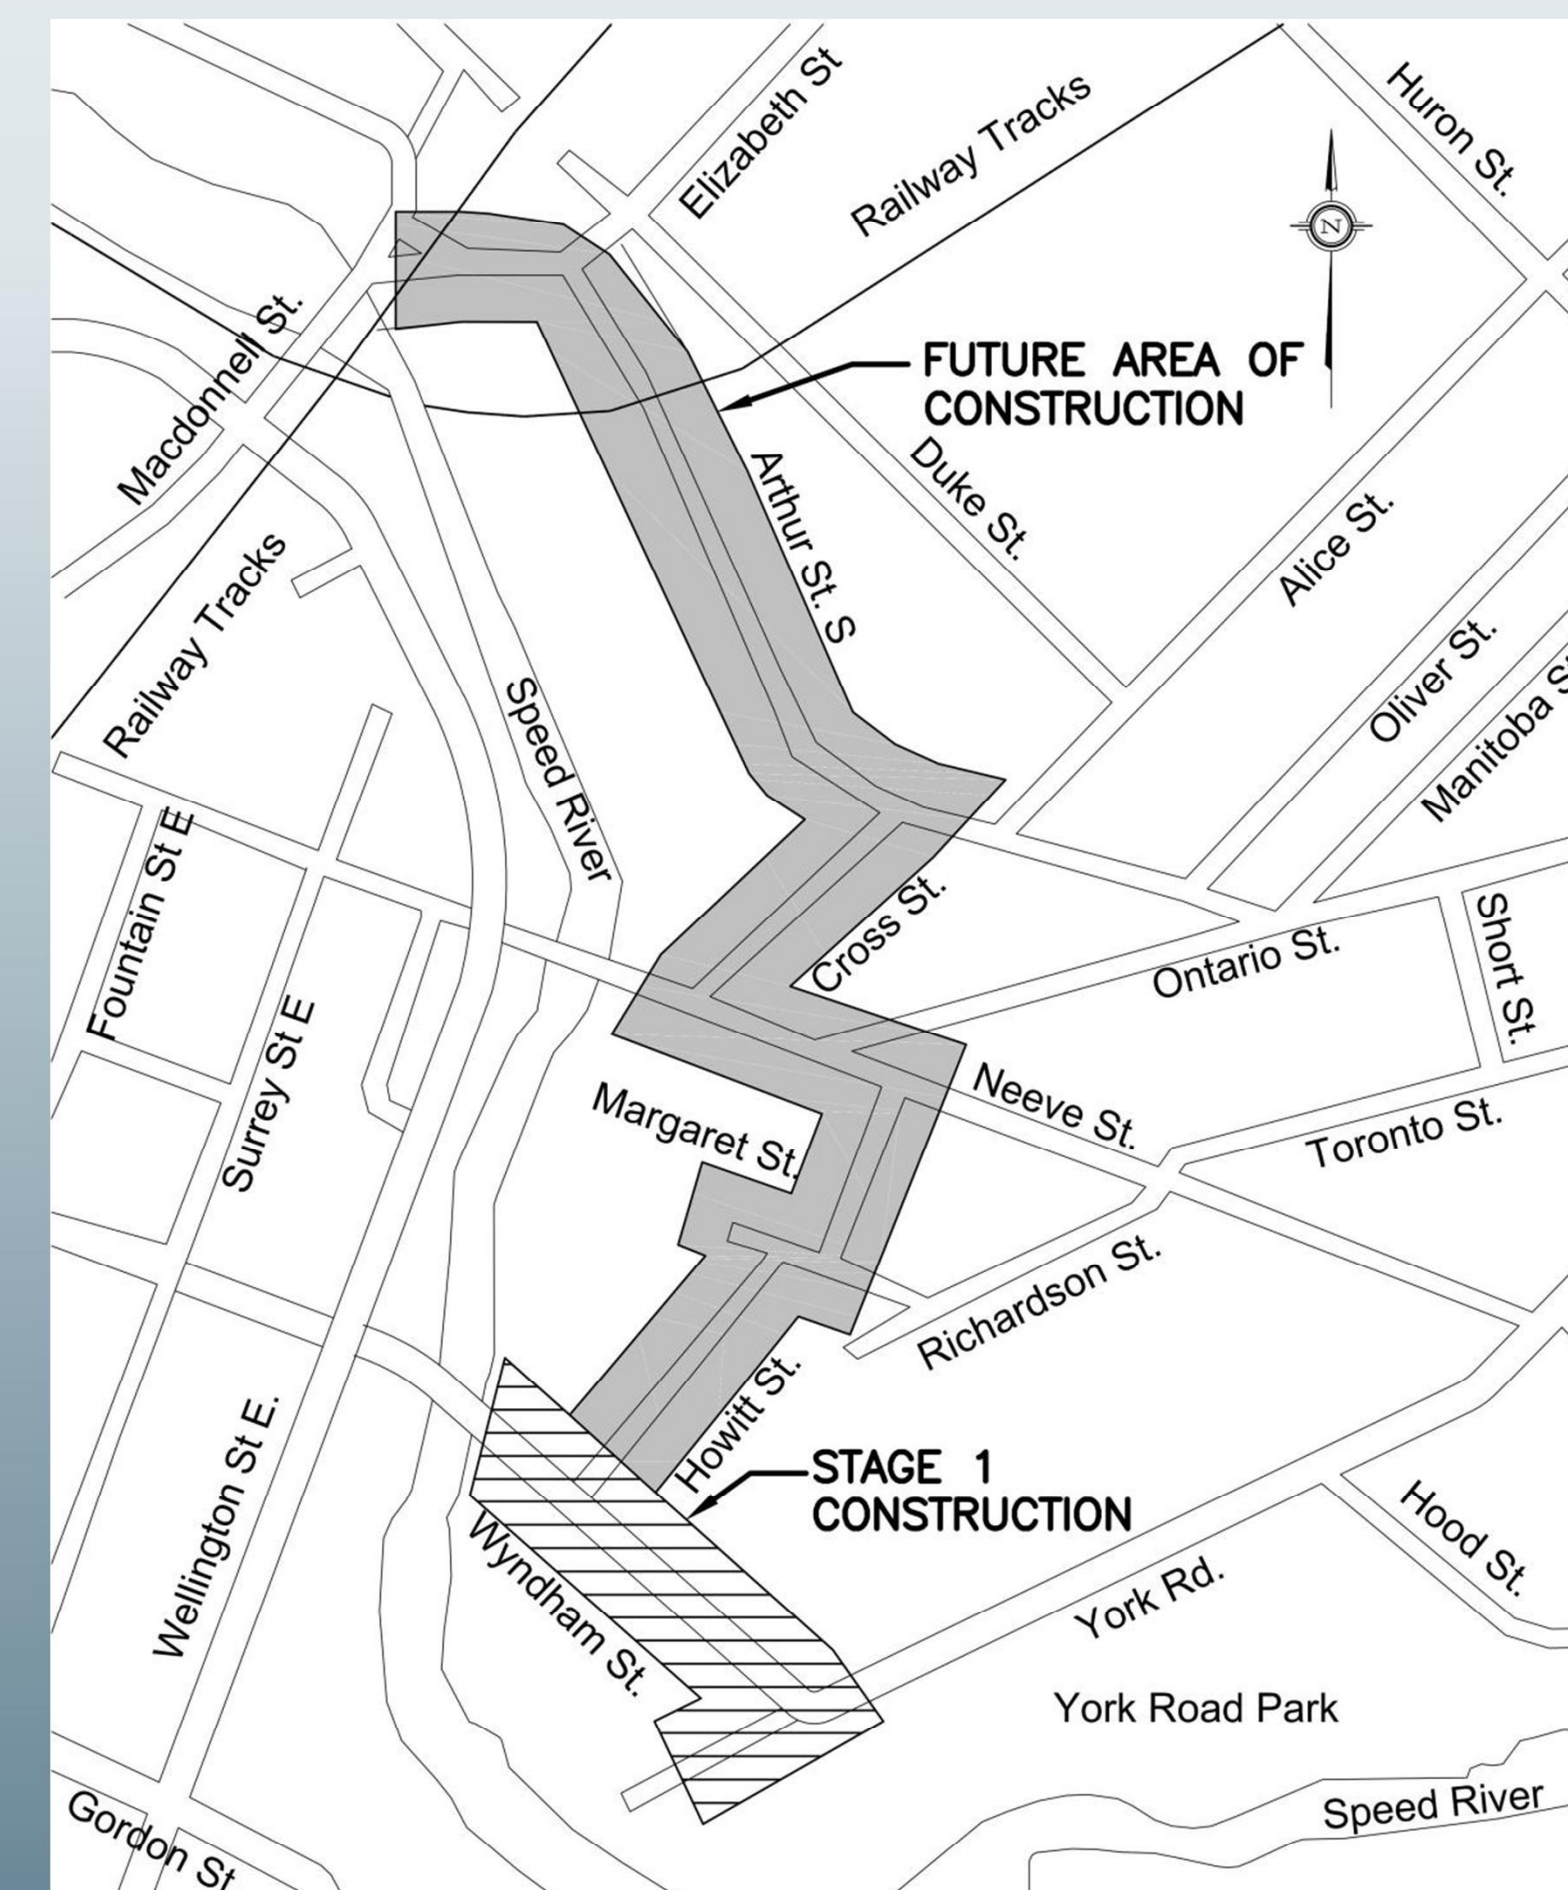 Huron St.
Elizabeth St
Railway Tracks
N
Macdonnell St.
FUTURE AREA OF
CONSTRUCTION
Duke St.
Arthur St. S
Alice St.
Railway Tracks
Oliver St.
Manitoba S
Speed River
Fountain St E
Cross St.
Ontario St.
Short St.
Surrey St E
Margaret St.
Neeve St.
Toronto St.
Richardson St.
Howitt St.
Wellington St E.
STAGE 1
CONSTRUCTION
Wyndham St.
Hood St.
York Rd.
York Road Park
Speed River
Gordon St